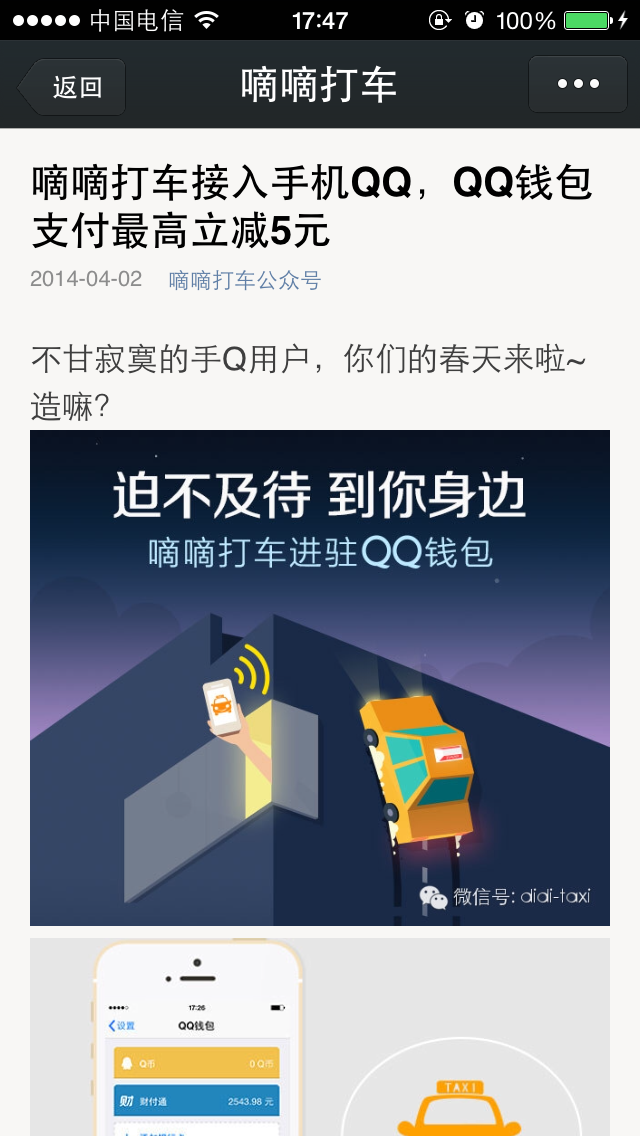 中国电信 17:47 100%
返回 嘀嘀打车
嘀嘀打车接入手机QQ，QQ钱包
支付最高立减5元
2014-04-02 嘀嘀打车公众号
不甘寂寞的手Q用户，你们的春天来啦~
造嘛？
迫不及待 到你身边
嘀嘀打车进驻QQ钱包
微信号: didi-taxi
17:26
设置 QQ钱包
Q币 0 Q币
财付通 2543.98 元
TAXI